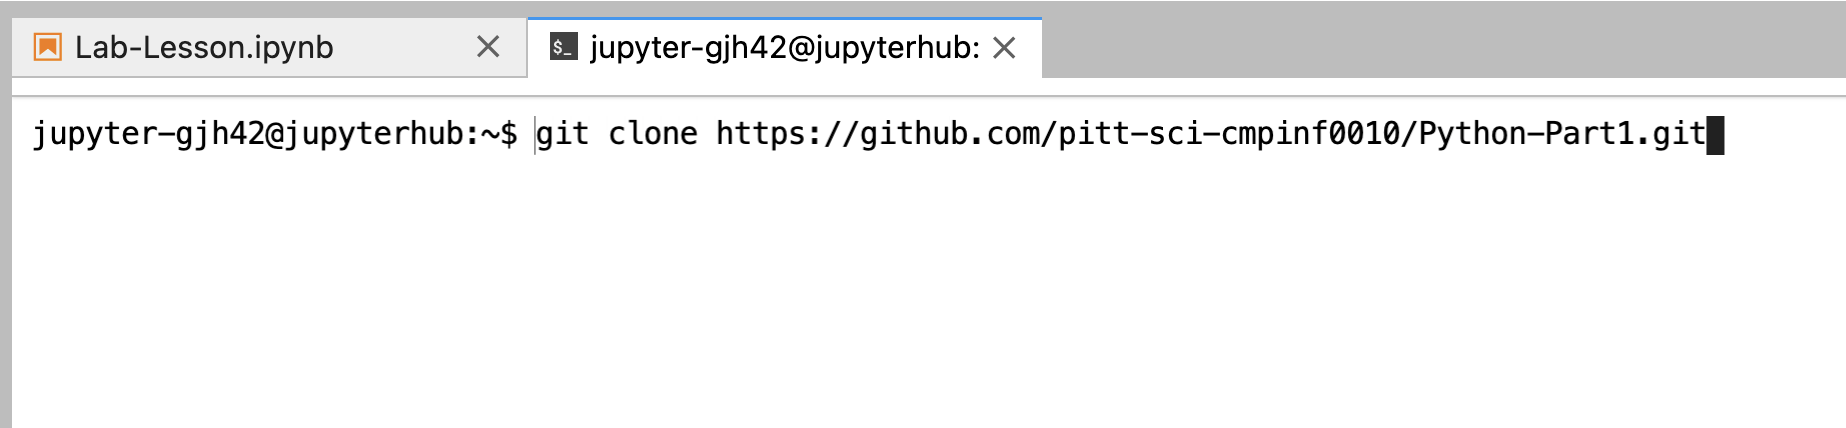 Lab-Lesson.ipynb
$_ jupyter-gjh42@jupyterhub:
jupyter-gjh42@jupyterhub:~$ git clone https://github.com/pitt-sci-cmpinf0010/Python-Part1.git